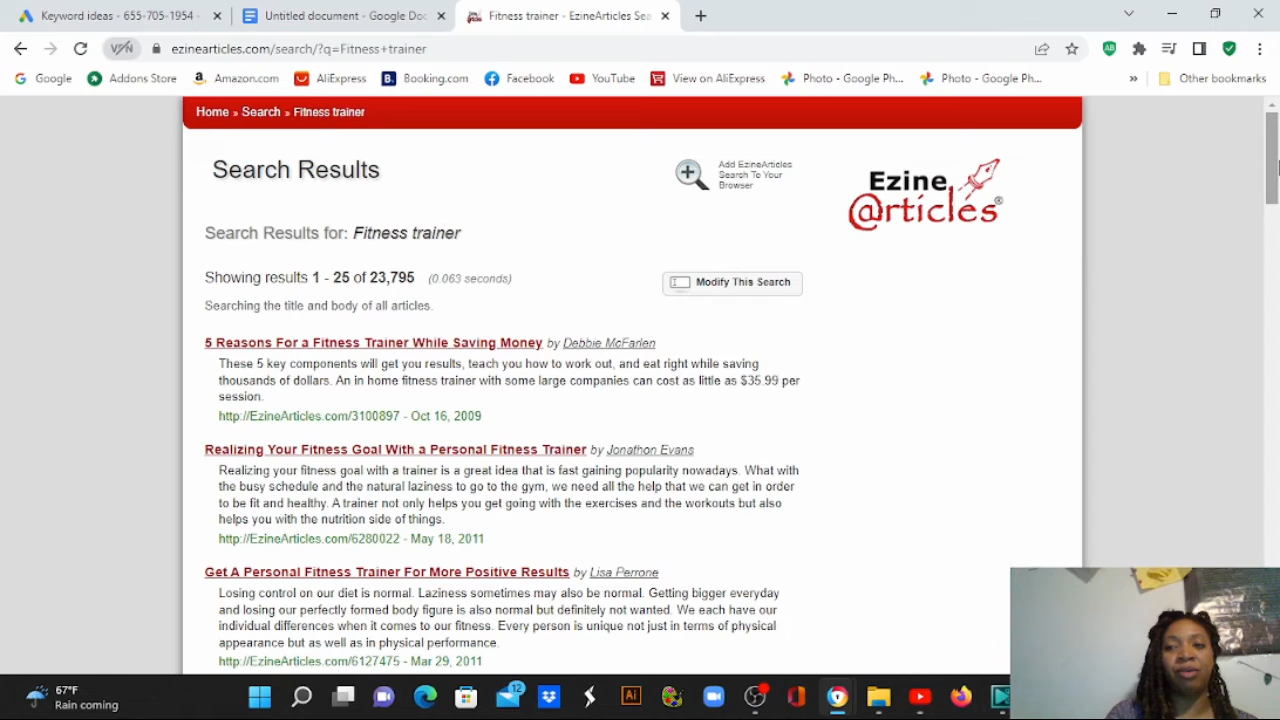 Keyword ideas - 655-705-1954 -
Untitled document - Google Doc
Fitness trainer - EzineArticles Sea
VPN
ezinearticles.com/search/?q=Fitness+trainer
Google
Addons Store
Amazon.com
AliExpress
Booking.com
Facebook
YouTube
View on AliExpress
Photo - Google Ph...
Photo - Google Ph...
»
Other bookmarks
Home » Search » Fitness trainer
Search Results
Add EzineArticles
Search To Your
Browser
Ezine
@rticles®
Search Results for: Fitness trainer
Showing results 1 - 25 of 23,795 (0.063 seconds)
Modify This Search
Searching the title and body of all articles.
5 Reasons For a Fitness Trainer While Saving Money by Debbie McFarlen
These 5 key components will get you results, teach you how to work out, and eat right while saving
thousands of dollars. An in home fitness trainer with some large companies can cost as little as $35.99 per
session.
http://EzineArticles.com/3100897 - Oct 16, 2009
Realizing Your Fitness Goal With a Personal Fitness Trainer by Jonathon Evans
Realizing your fitness goal with a trainer is a great idea that is fast gaining popularity nowadays. What with
the busy schedule and the natural laziness to go to the gym, we need all the help that we can get in order
to be fit and healthy. A trainer not only helps you get going with the exercises and the workouts but also
helps you with the nutrition side of things.
http://EzineArticles.com/6280022 - May 18, 2011
Get A Personal Fitness Trainer For More Positive Results by Lisa Perrone
Losing control on our diet is normal. Laziness sometimes may also be normal. Getting bigger everyday
and losing our perfectly formed body figure is also normal but definitely not wanted. We each have our
individual differences when it comes to our fitness. Every person is unique not just in terms of physical
appearance but as well as in physical performance.
http://EzineArticles.com/6127475 - Mar 29, 2011
67°F
Rain coming
12
Ai